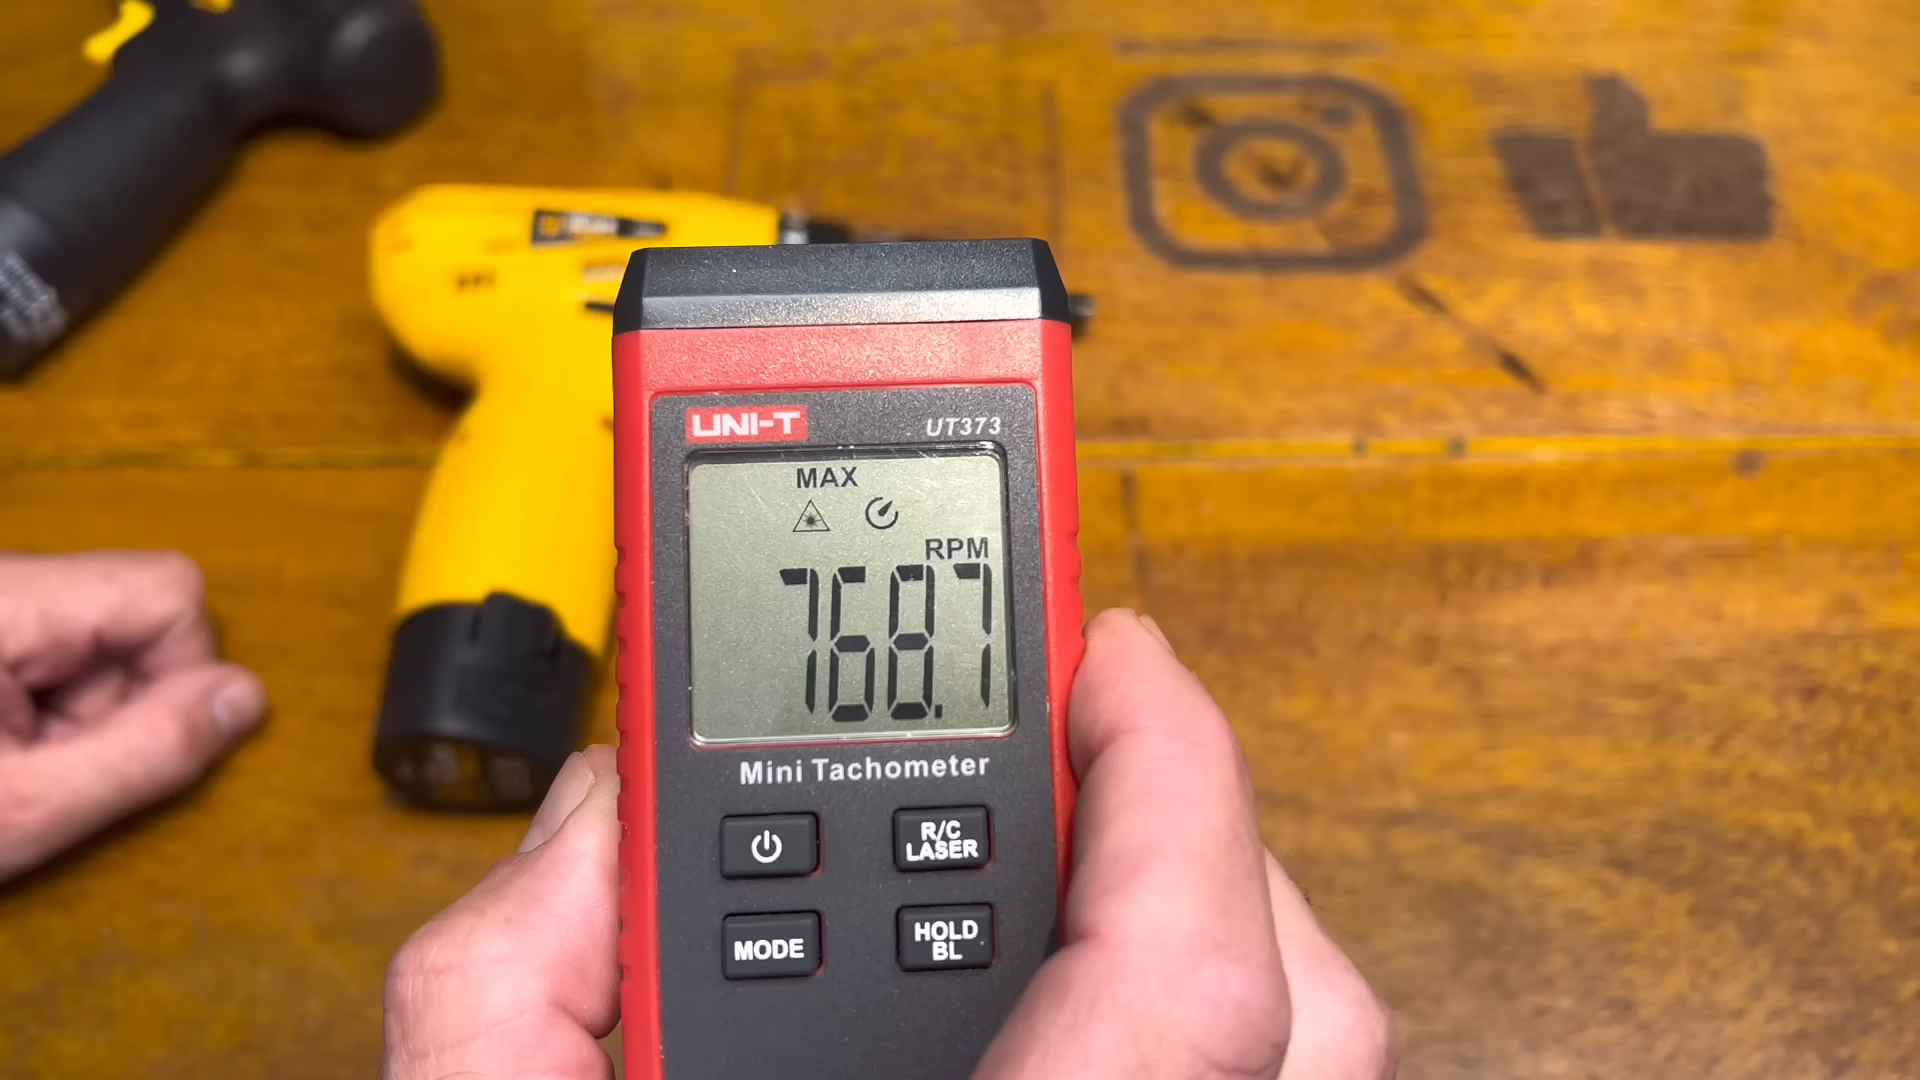 UNI-T
UT373
MAX
RPM
768.7
Mini Tachometer
R/C
LASER
MODE
HOLD
BL